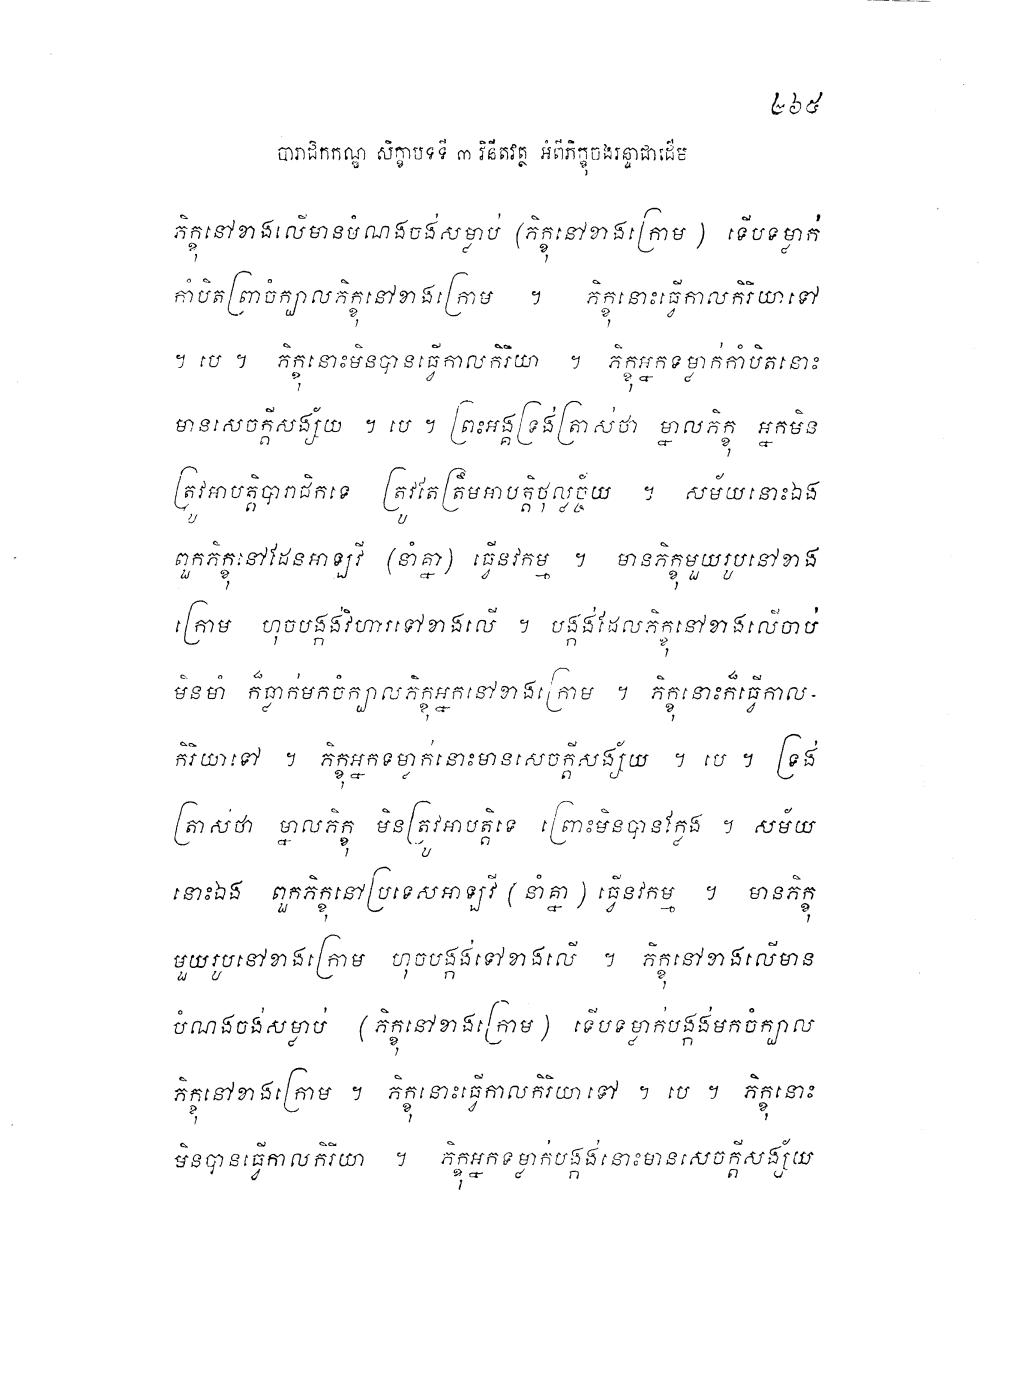 ៤៦៥
បារាជិកកណ្ឌ សិក្ខាបទទី ៣ វិនីតវត្ថុ អំពីភិក្ខុចងរន្ទាជាដើម
ភិក្ខុនៅខាងលើមានបំណងចង់សម្លាប់ (ភិក្ខុនៅខាងក្រោម) ទើបទម្លាក់
កាំបិតព្រាចំក្បាលភិក្ខុនៅខាងក្រោម ។ ភិក្ខុនោះធ្វើកាលកិរិយាទៅ
។ បេ ។ ភិក្ខុនោះមិនបានធ្វើកាលកិរិយា ។ ភិក្ខុអ្នកទម្លាក់កាំបិតនោះ
មានសេចក្តីសង្ស័យ ។ បេ ។ ព្រះអង្គទ្រង់ត្រាស់ថា ម្នាលភិក្ខុ អ្នកមិន
ត្រូវអាបត្តិបារាជិកទេ ត្រូវតែត្រឹមអាបត្តិថុល្លច្ច័យ ។ សម័យនោះឯង
ពួកភិក្ខុនៅដែនអាឡវី (នាំគ្នា) ធ្វើនវកម្ម ។ មានភិក្ខុមួយរូបនៅខាង
ក្រោម ហុចបង្កង់វិហារទៅខាងលើ ។ បង្កង់ដែលភិក្ខុនៅខាងលើចាប់
មិនមាំ ក៏ធ្លាក់មកចំក្បាលភិក្ខុអ្នកនៅខាងក្រោម ។ ភិក្ខុនោះក៏ធ្វើកាល-
កិរិយាទៅ ។ ភិក្ខុអ្នកទម្លាក់នោះមានសេចក្តីសង្ស័យ ។ បេ ។ ទ្រង់
ត្រាស់ថា ម្នាលភិក្ខុ មិនត្រូវអាបត្តិទេ ព្រោះមិនបានក្លែង ។ សម័យ
នោះឯង ពួកភិក្ខុនៅប្រទេសអាឡវី (នាំគ្នា) ធ្វើនវកម្ម ។ មានភិក្ខុ
មួយរូបនៅខាងក្រោម ហុចបង្កង់ទៅខាងលើ ។ ភិក្ខុនៅខាងលើមាន
បំណងចង់សម្លាប់ (ភិក្ខុនៅខាងក្រោម) ទើបទម្លាក់បង្កង់មកចំក្បាល
ភិក្ខុនៅខាងក្រោម ។ ភិក្ខុនោះធ្វើកាលកិរិយាទៅ ។ បេ ។ ភិក្ខុនោះ
មិនបានធ្វើកាលកិរិយា ។ ភិក្ខុអ្នកទម្លាក់បង្កង់នោះមានសេចក្តីសង្ស័យ